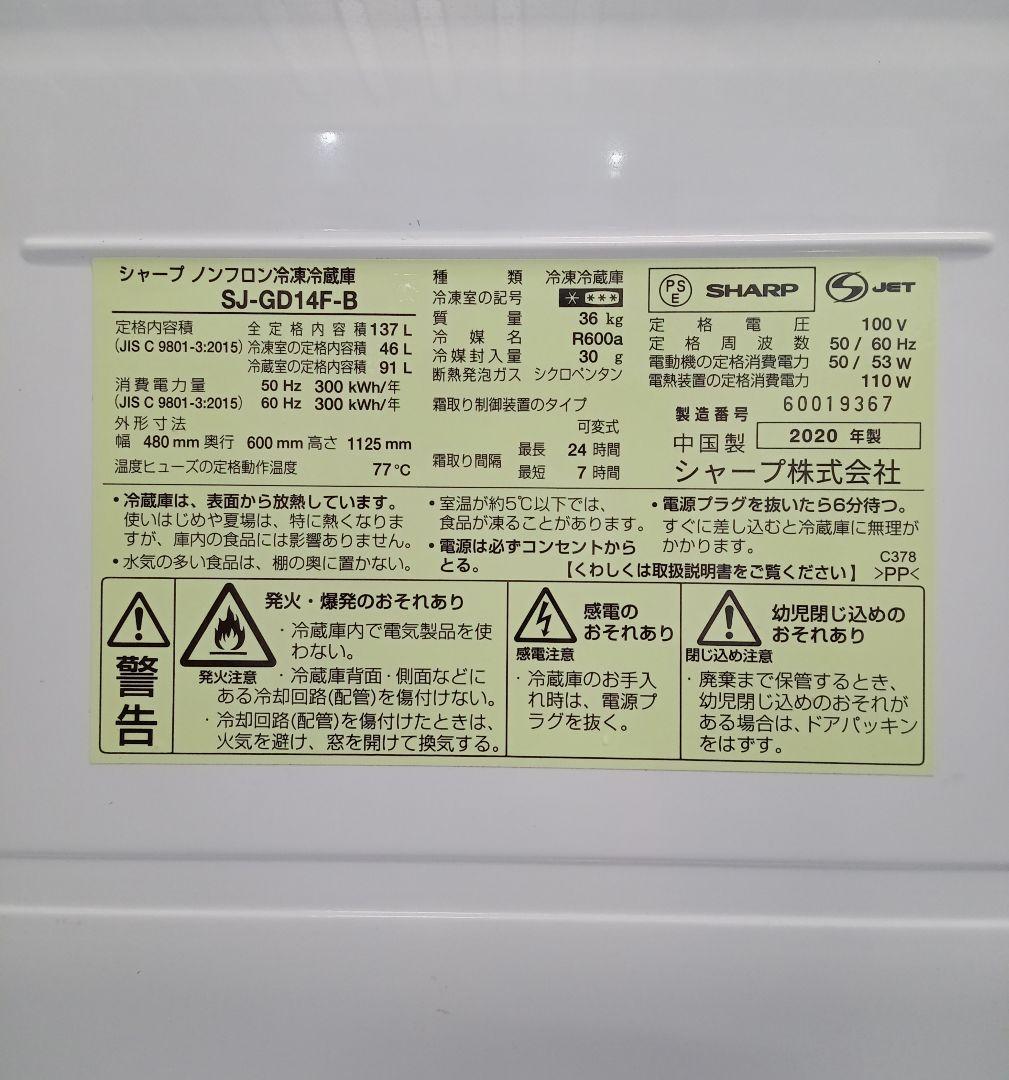 シャープ ノンフロン冷凍冷蔵庫
SJ-GD14F-B
定格内容積 全定格内容積 137 L
(JIS C 9801-3:2015) 冷凍室の定格内容積 46 L
冷蔵室の定格内容積 91 L
消費電力量 50 Hz 300 kWh/年
(JIS C 9801-3:2015) 60 Hz 300 kWh/年
外形寸法
幅 480 mm 奥行 600 mm 高さ 1125 mm
温度ヒューズの定格動作温度 77℃
種類 冷凍冷蔵庫
冷凍室の記号 * ***
質量 36 kg
冷媒名 R600a
冷媒封入量 30 g
断熱発泡ガス シクロペンタン
霜取り制御装置のタイプ
可変式
霜取り間隔 最長 24 時間
最短 7 時間
PSE SHARP S JET
定格電圧 100 V
定格周波数 50 / 60 Hz
電動機の定格消費電力 50 / 53 W
電熱装置の定格消費電力 110 W
製造番号 60019367
中国製 2020 年製
シャープ株式会社
・冷蔵庫は、表面から放熱しています。
使いはじめや夏場は、特に熱くなりま
すが、庫内の食品には影響ありません。
・水気の多い食品は、棚の奥に置かない。
・室温が約5℃以下では、
食品が凍ることがあります。
・電源は必ずコンセントから
とる。
・電源プラグを抜いたら6分待つ。
すぐに差し込むと冷蔵庫に無理が
かかります。
C378
【くわしくは取扱説明書をご覧ください】 >PP<
警告
発火・爆発のおそれあり
発火注意
・冷蔵庫内で電気製品を使
わない。
・冷蔵庫背面・側面などに
ある冷却回路(配管)を傷付けない。
・冷却回路(配管)を傷付けたときは、
火気を避け、窓を開けて換気する。
感電の
おそれあり
感電注意
・冷蔵庫のお手入
れ時は、電源プ
ラグを抜く。
幼児閉じ込めの
おそれあり
閉じ込め注意
・廃棄まで保管するとき、
幼児閉じ込めのおそれが
ある場合は、ドアパッキン
をはずす。